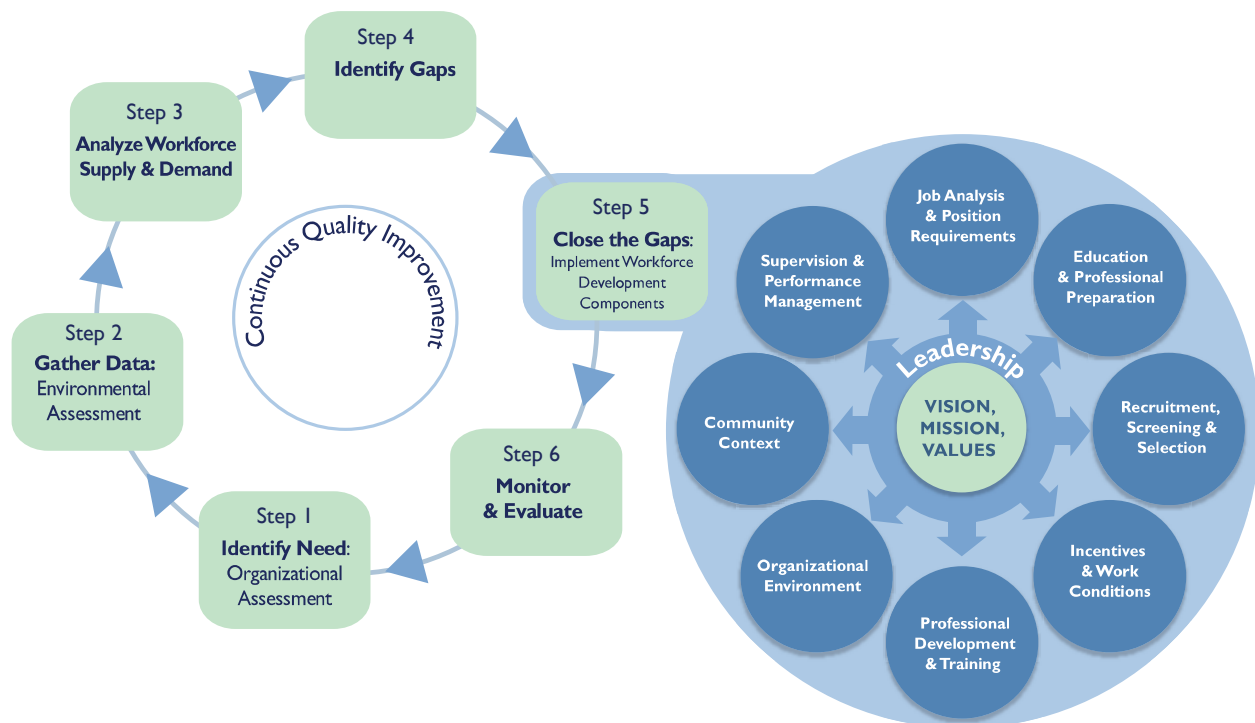 Step 1
Identify Need:
Organizational
Assessment
Step 2
Gather Data:
Environmental
Assessment
Step 3
Analyze Workforce
Supply & Demand
Step 4
Identify Gaps
Step 5
Close the Gaps:
Implement Workforce
Development
Components
Step 6
Monitor
& Evaluate
Continuous Quality Improvement
Leadership
VISION,
MISSION,
VALUES
Job Analysis
& Position
Requirements
Education
& Professional
Preparation
Recruitment,
Screening &
Selection
Incentives
& Work
Conditions
Professional
Development
& Training
Organizational
Environment
Community
Context
Supervision &
Performance
Management